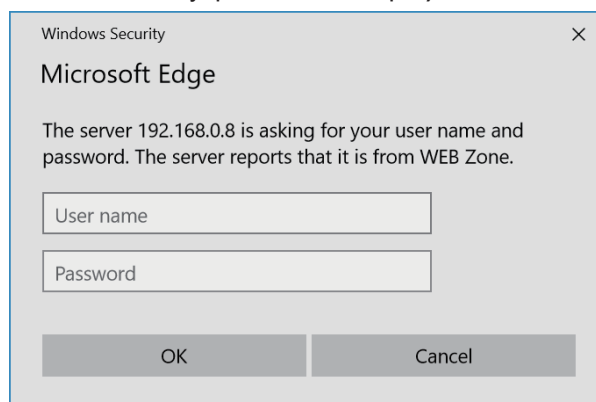 Windows Security
Microsoft Edge
The server 192.168.0.8 is asking for your user name and
password. The server reports that it is from WEB Zone.
User name
Password
OK Cancel